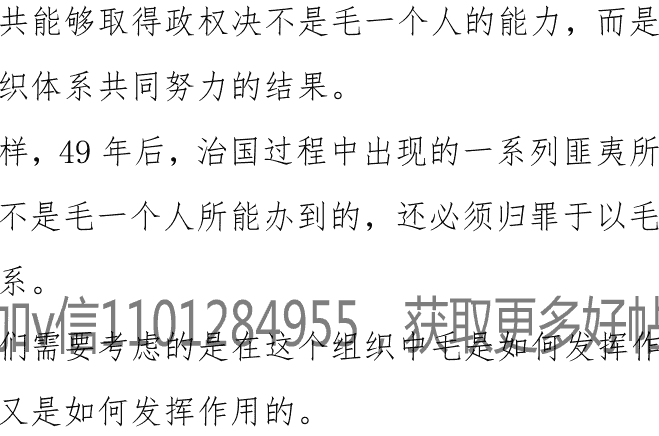 共能够取得政权决不是毛一个人的能力，而是
织体系共同努力的结果。
样，49 年后，治国过程中出现的一系列匪夷所
不是毛一个人所能办到的，还必须归罪于以毛
系。
加v信1101284955，获取更多好帖
们需要考虑的是在这个组织中毛是如何发挥作
又是如何发挥作用的。